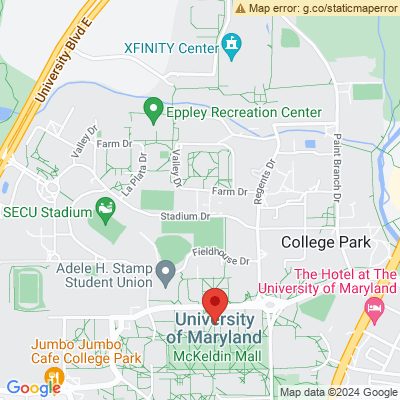 Map error: g.co/staticmaperror
University Blvd E
XFINITY Center
Eppley Recreation Center
Valley Dr
Farm Dr
La Plata Dr
Valley Dr
Farm Dr
Regents Dr
Paint Branch Dr
SECU Stadium
Stadium Dr
Fieldhouse Dr
College Park
Adele H. Stamp
Student Union
The Hotel at The
University of Maryland
University
of Maryland
McKeldin Mall
Jumbo Jumbo
Cafe College Park
Google
Map data ©2024 Google